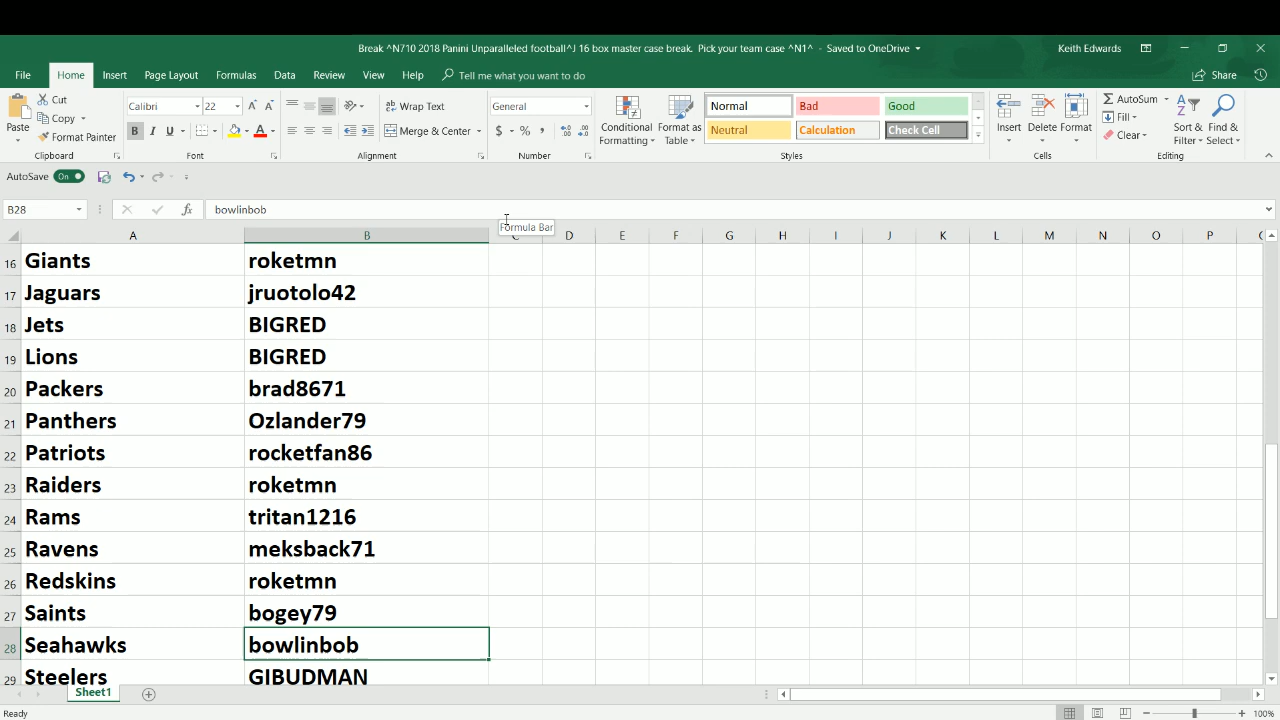 Break ^N710 2018 Panini Unparalleled football^J 16 box master case break. Pick your team case ^N1^ - Saved to OneDrive
Keith Edwards
File Home Insert Page Layout Formulas Data Review View Help Tell me what you want to do
Share
Paste
Cut
Copy
Format Painter
Clipboard
Calibri 22
B I U
Font
Wrap Text
Merge & Center
Alignment
General
$ % ,
Number
Conditional Formatting
Format as Table
Normal Bad Good
Neutral Calculation Check Cell
Styles
Insert Delete Format
Cells
AutoSum
Fill
Clear
Sort & Filter
Find & Select
Editing
AutoSave On
B28 fx bowlinbob
Formula Bar
A B C D E F G H I J K L M N O P
16 Giants roketmn
17 Jaguars jruotolo42
18 Jets BIGRED
19 Lions BIGRED
20 Packers brad8671
21 Panthers Ozlander79
22 Patriots rocketfan86
23 Raiders roketmn
24 Rams tritan1216
25 Ravens meksback71
26 Redskins roketmn
27 Saints bogey79
28 Seahawks bowlinbob
29 Steelers GIBUDMAN
Sheet1
Ready
100%